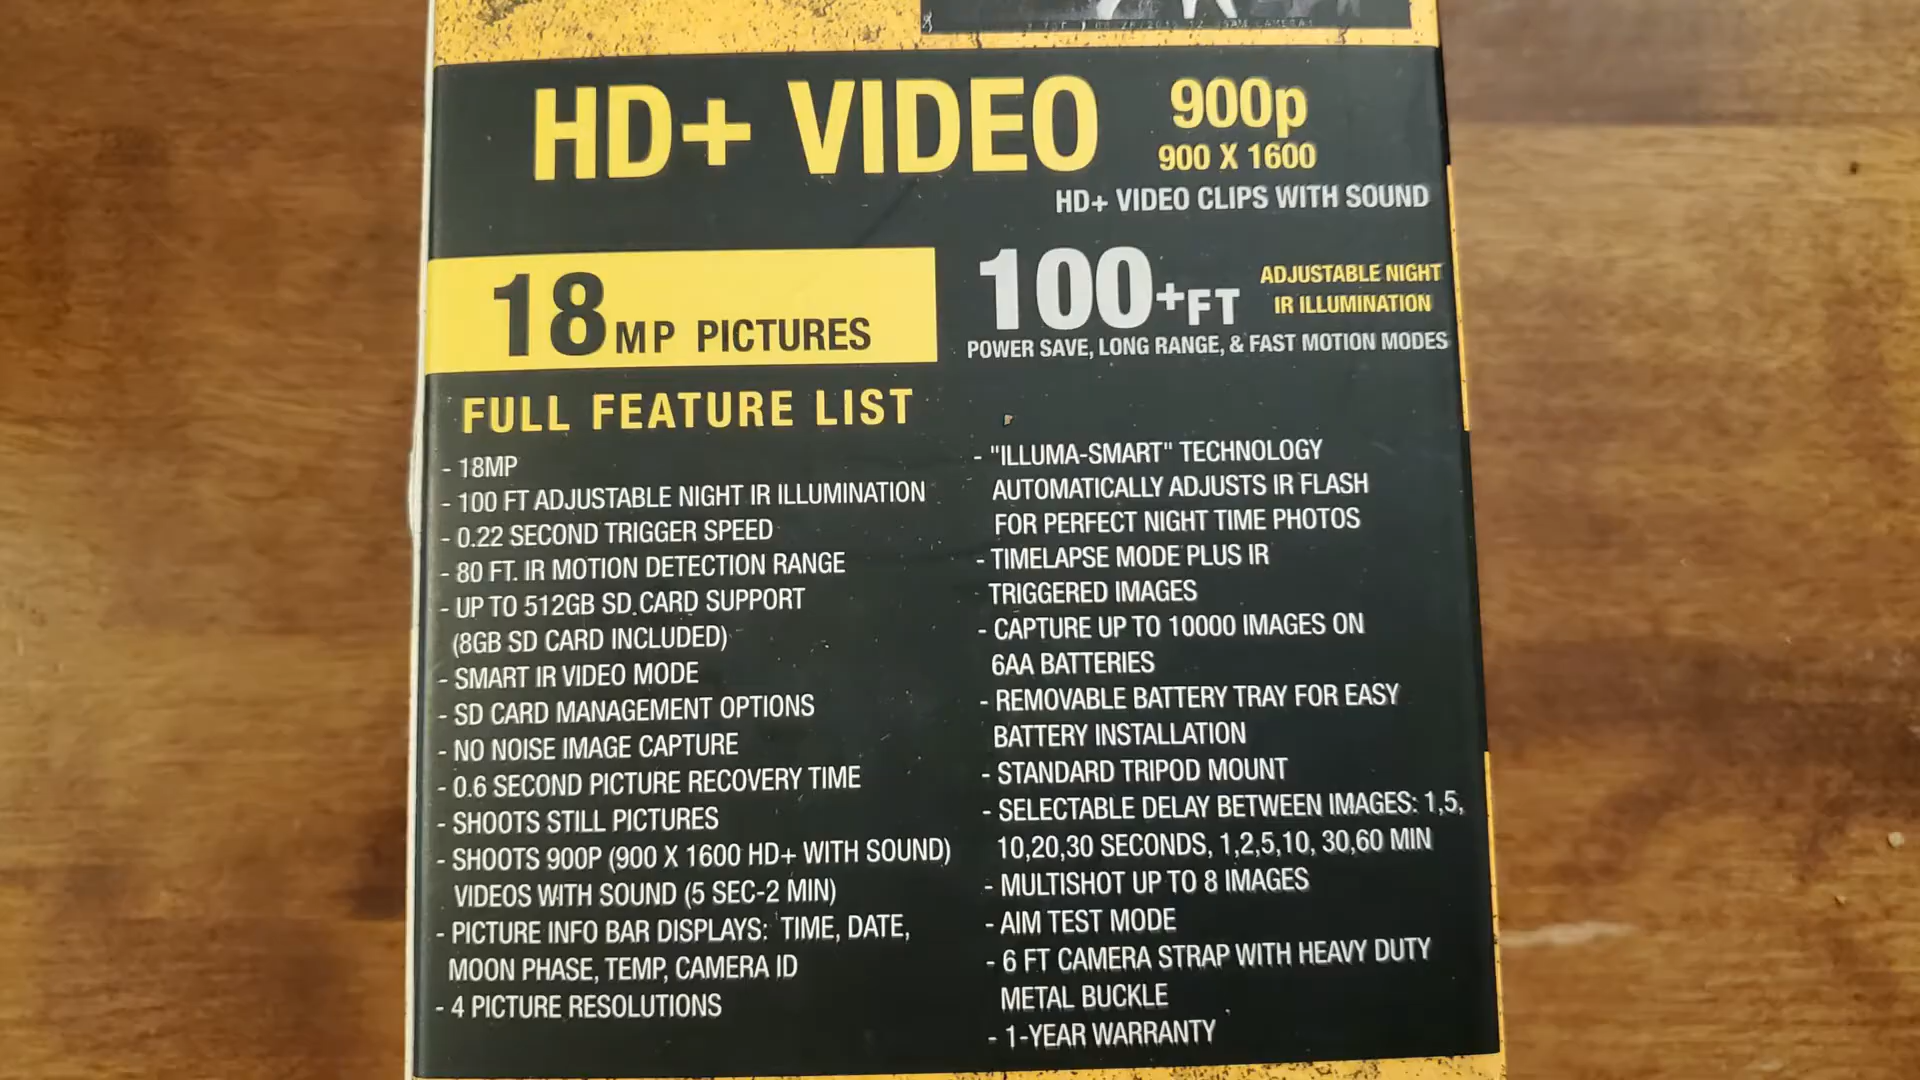 HD+ VIDEO
900p
900 X 1600
HD+ VIDEO CLIPS WITH SOUND
18MP PICTURES
100+FT
ADJUSTABLE NIGHT
IR ILLUMINATION
POWER SAVE, LONG RANGE, & FAST MOTION MODES
FULL FEATURE LIST
- 18MP
- 100 FT ADJUSTABLE NIGHT IR ILLUMINATION
- 0.22 SECOND TRIGGER SPEED
- 80 FT. IR MOTION DETECTION RANGE
- UP TO 512GB SD CARD SUPPORT
(8GB SD CARD INCLUDED)
- SMART IR VIDEO MODE
- SD CARD MANAGEMENT OPTIONS
- NO NOISE IMAGE CAPTURE
- 0.6 SECOND PICTURE RECOVERY TIME
- SHOOTS STILL PICTURES
- SHOOTS 900P (900 X 1600 HD+ WITH SOUND)
VIDEOS WITH SOUND (5 SEC-2 MIN)
- PICTURE INFO BAR DISPLAYS: TIME, DATE,
MOON PHASE, TEMP, CAMERA ID
- 4 PICTURE RESOLUTIONS
- "ILLUMA-SMART" TECHNOLOGY
AUTOMATICALLY ADJUSTS IR FLASH
FOR PERFECT NIGHT TIME PHOTOS
- TIMELAPSE MODE PLUS IR
TRIGGERED IMAGES
- CAPTURE UP TO 10000 IMAGES ON
6AA BATTERIES
- REMOVABLE BATTERY TRAY FOR EASY
BATTERY INSTALLATION
- STANDARD TRIPOD MOUNT
- SELECTABLE DELAY BETWEEN IMAGES: 1,5,
10,20,30 SECONDS, 1,2,5,10, 30,60 MIN
- MULTISHOT UP TO 8 IMAGES
- AIM TEST MODE
- 6 FT CAMERA STRAP WITH HEAVY DUTY
METAL BUCKLE
- 1-YEAR WARRANTY